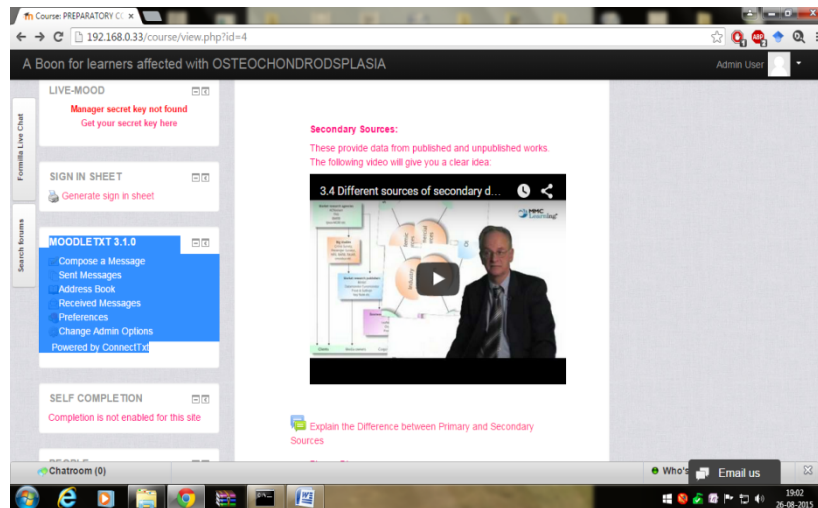 Course: PREPARATORY CC
192.168.0.33/course/view.php?id=4
A Boon for learners affected with OSTEOCHONDRODSPLASIA
Admin User
Formilla Live Chat
Search forums
LIVE-MOOD
Manager secret key not found
Get your secret key here
SIGN IN SHEET
Generate sign in sheet
MOODLETXT 3.1.0
Compose a Message
Sent Messages
Address Book
Received Messages
Preferences
Change Admin Options
Powered by ConnectTxt
SELF COMPLETION
Completion is not enabled for this site
Secondary Sources:
These provide data from published and unpublished works.
The following video will give you a clear idea:
3.4 Different sources of secondary d...
MMC
Learning
Explain the Difference between Primary and Secondary
Sources
Chatroom (0)
Who's
Email us
19:02
26-08-2015